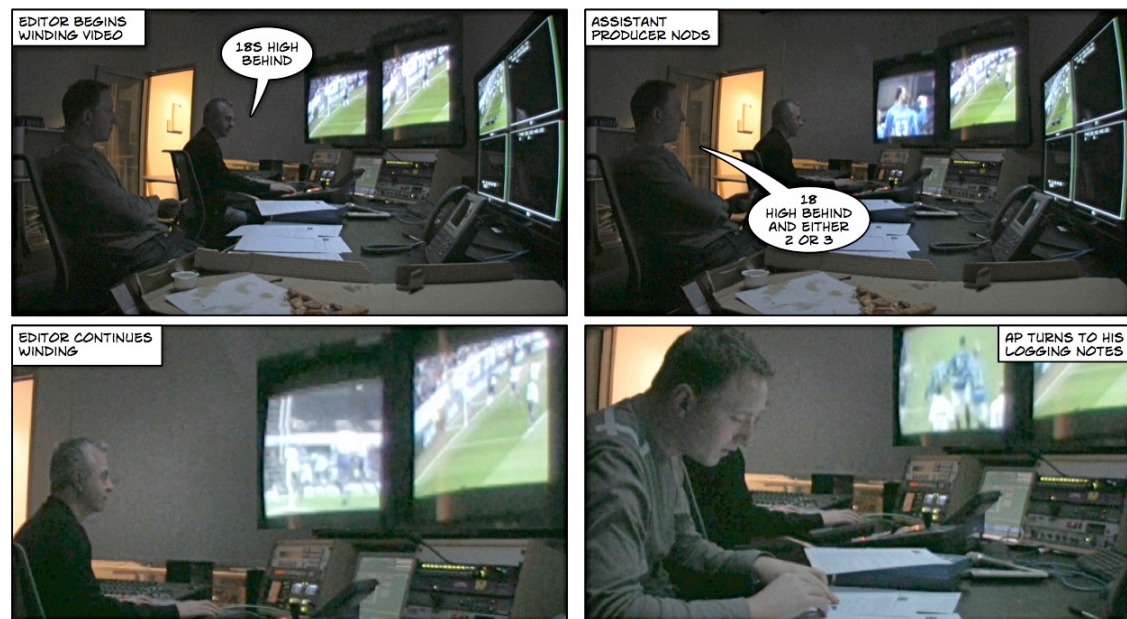 EDITOR BEGINS
WINDING VIDEO
18S HIGH
BEHIND
ASSISTANT
PRODUCER NODS
18
HIGH BEHIND
AND EITHER
2 OR 3
EDITOR CONTINUES
WINDING
AP TURNS TO HIS
LOGGING NOTES